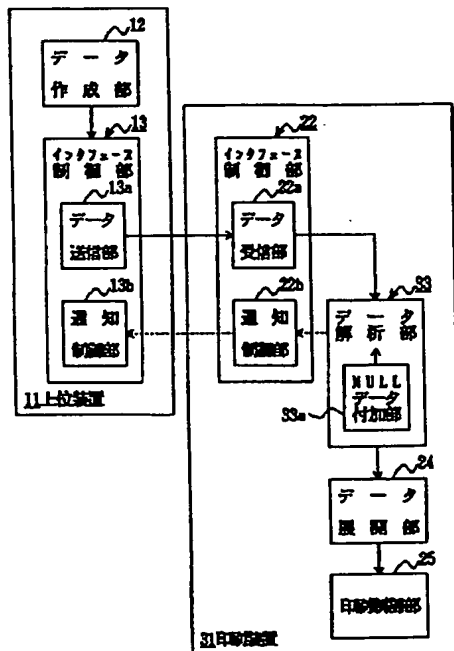 12
データ
作成部
13
インタフェース
制御部
13a
データ
送信部
13b
通知
制御部
11上位装置
22
インタフェース
制御部
22a
データ
受信部
22b
通知
制御部
33
データ
解析部
NULL
データ
付加部
33a
24
データ
展開部
25
印刷制御部
31印刷装置